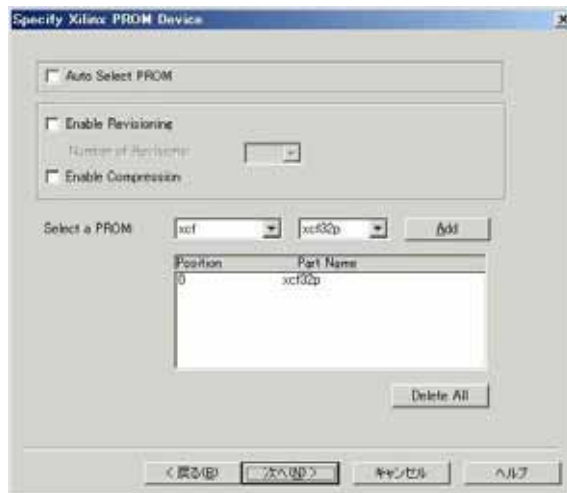 Specify Xilinx PROM Device
Auto Select PROM
Enable Revisioning
Number of Revisions:
Enable Compression
Select a PROM: xcf xcf32p Add
Position Part Name
0 xcf32p
Delete All
< 戻る(B) 次へ(N) > キャンセル ヘルプ